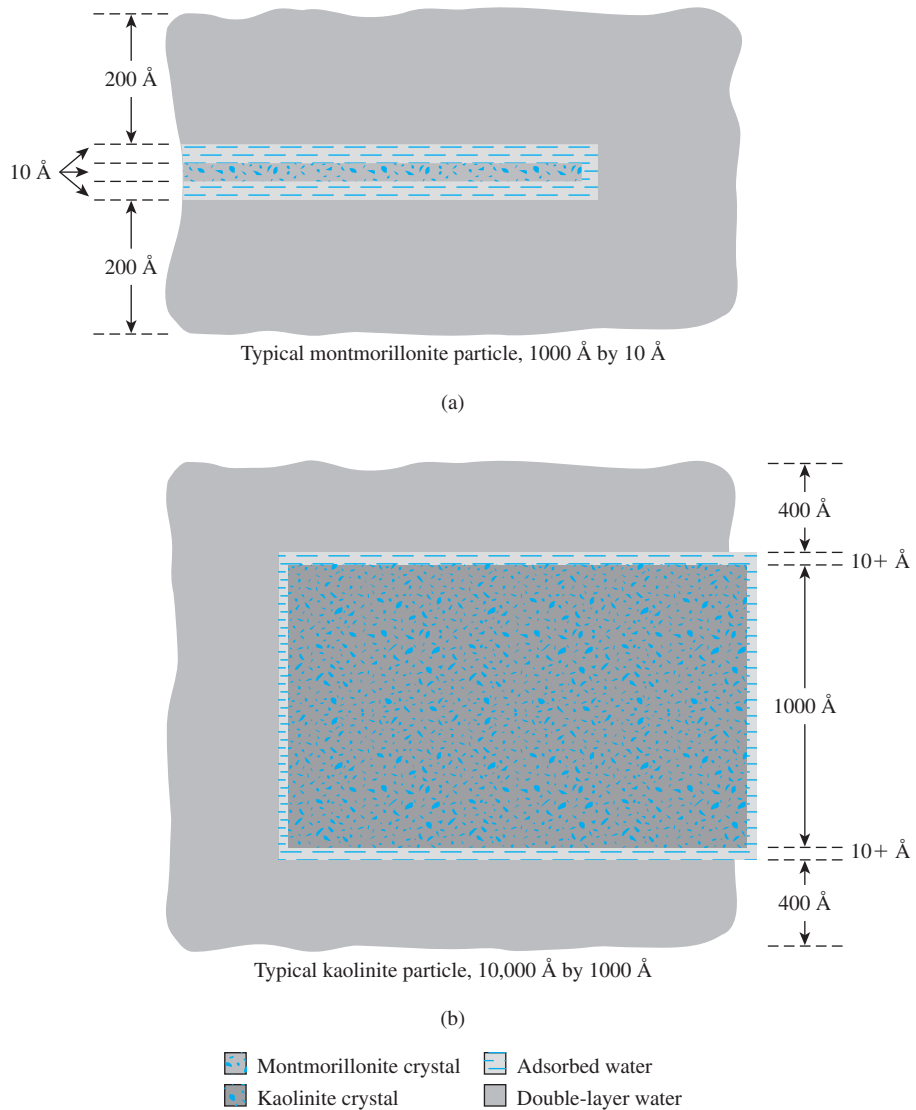 200 Å
10 Å
200 Å
Typical montmorillonite particle, 1000 Å by 10 Å
(a)
400 Å
10+ Å
1000 Å
10+ Å
400 Å
Typical kaolinite particle, 10,000 Å by 1000 Å
(b)
Montmorillonite crystal
Adsorbed water
Kaolinite crystal
Double-layer water